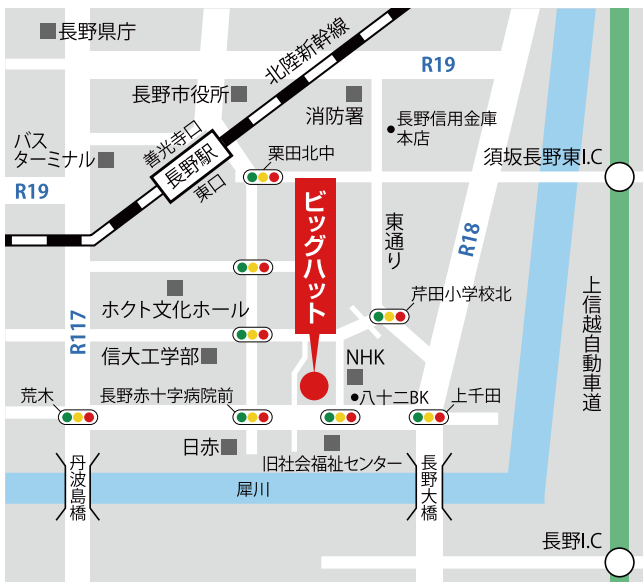 長野県庁
北陸新幹線
R19
長野市役所
消防署
長野信用金庫
本店
バス
ターミナル
善光寺口
長野駅
東口
栗田北中
須坂長野東I.C
R19
ビッグハット
東通り
R18
芹田小学校北
上信越自動車道
ホクト文化ホール
R117
信大工学部
NHK
荒木
長野赤十字病院前
八十二BK
上千田
日赤
旧社会福祉センター
丹波島橋
犀川
長野大橋
長野I.C